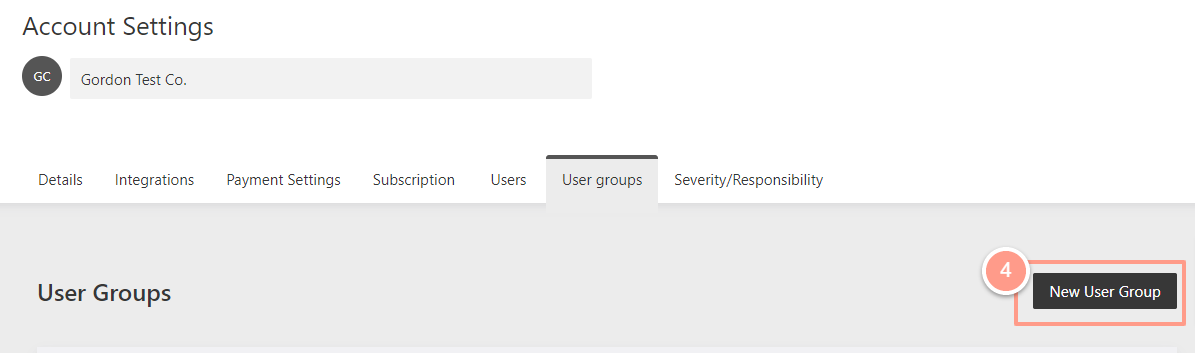 Account Settings
GC
Gordon Test Co.
Details Integrations Payment Settings Subscription Users User groups Severity/Responsibility
4
User Groups
New User Group